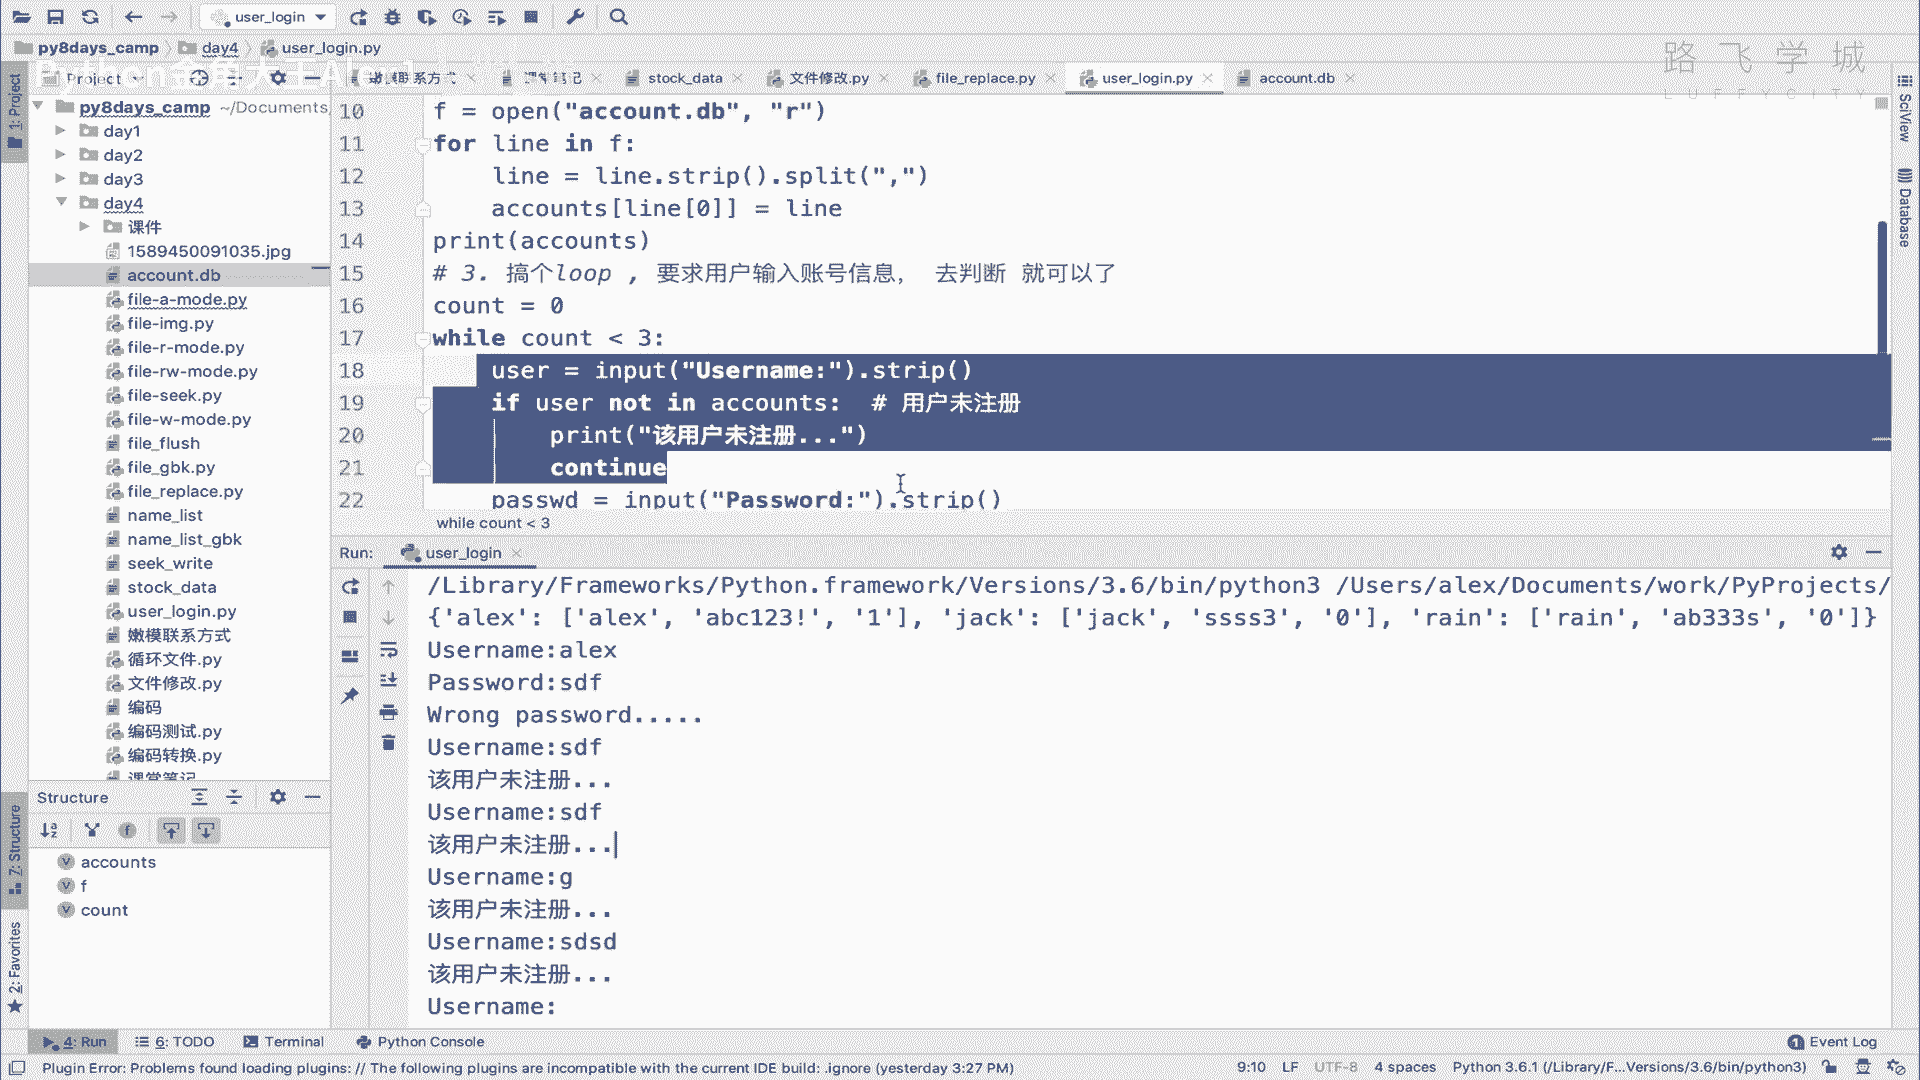 user_login
py8days_camp day4 user_login.py
路飞学城
LUFFYCITY
Python金角大王Alex
Project
嫩模联系方式 课堂笔记 stock_data 文件修改.py file_replace.py user_login.py account.db
1: Project
py8days_camp ~/Documents/
day1
day2
day3
day4
课件
1589450091035.jpg
account.db
file-a-mode.py
file-img.py
file-r-mode.py
file-rw-mode.py
file-seek.py
file-w-mode.py
file_flush
file_gbk.py
file_replace.py
name_list
name_list_gbk
seek_write
stock_data
user_login.py
嫩模联系方式
循环文件.py
文件修改.py
编码
编码测试.py
编码转换.py
课堂笔记
10 f = open("account.db", "r")
11 for line in f:
12 line = line.strip().split(",")
13 accounts[line[0]] = line
14 print(accounts)
15 # 3. 搞个loop , 要求用户输入账号信息, 去判断 就可以了
16 count = 0
17 while count < 3:
18 user = input("Username:").strip()
19 if user not in accounts: # 用户未注册
20 print("该用户未注册...")
21 continue
22 passwd = input("Password:").strip()
while count < 3
SciView
Database
Run: user_login
/Library/Frameworks/Python.framework/Versions/3.6/bin/python3 /Users/alex/Documents/work/PyProjects/
{'alex': ['alex', 'abc123!', '1'], 'jack': ['jack', 'ssss3', '0'], 'rain': ['rain', 'ab333s', '0']}
Username:alex
Password:sdf
Wrong password.....
Username:sdf
该用户未注册...
Username:sdf
该用户未注册...
Username:g
该用户未注册...
Username:sdsd
该用户未注册...
Username:
Structure
accounts
f
count
7: Structure
2: Favorites
4: Run 6: TODO Terminal Python Console Event Log
Plugin Error: Problems found loading plugins: // The following plugins are incompatible with the current IDE build: .ignore (yesterday 3:27 PM) 9:10 LF UTF-8 4 spaces Python 3.6.1 (/Library/F...Versions/3.6/bin/python3)